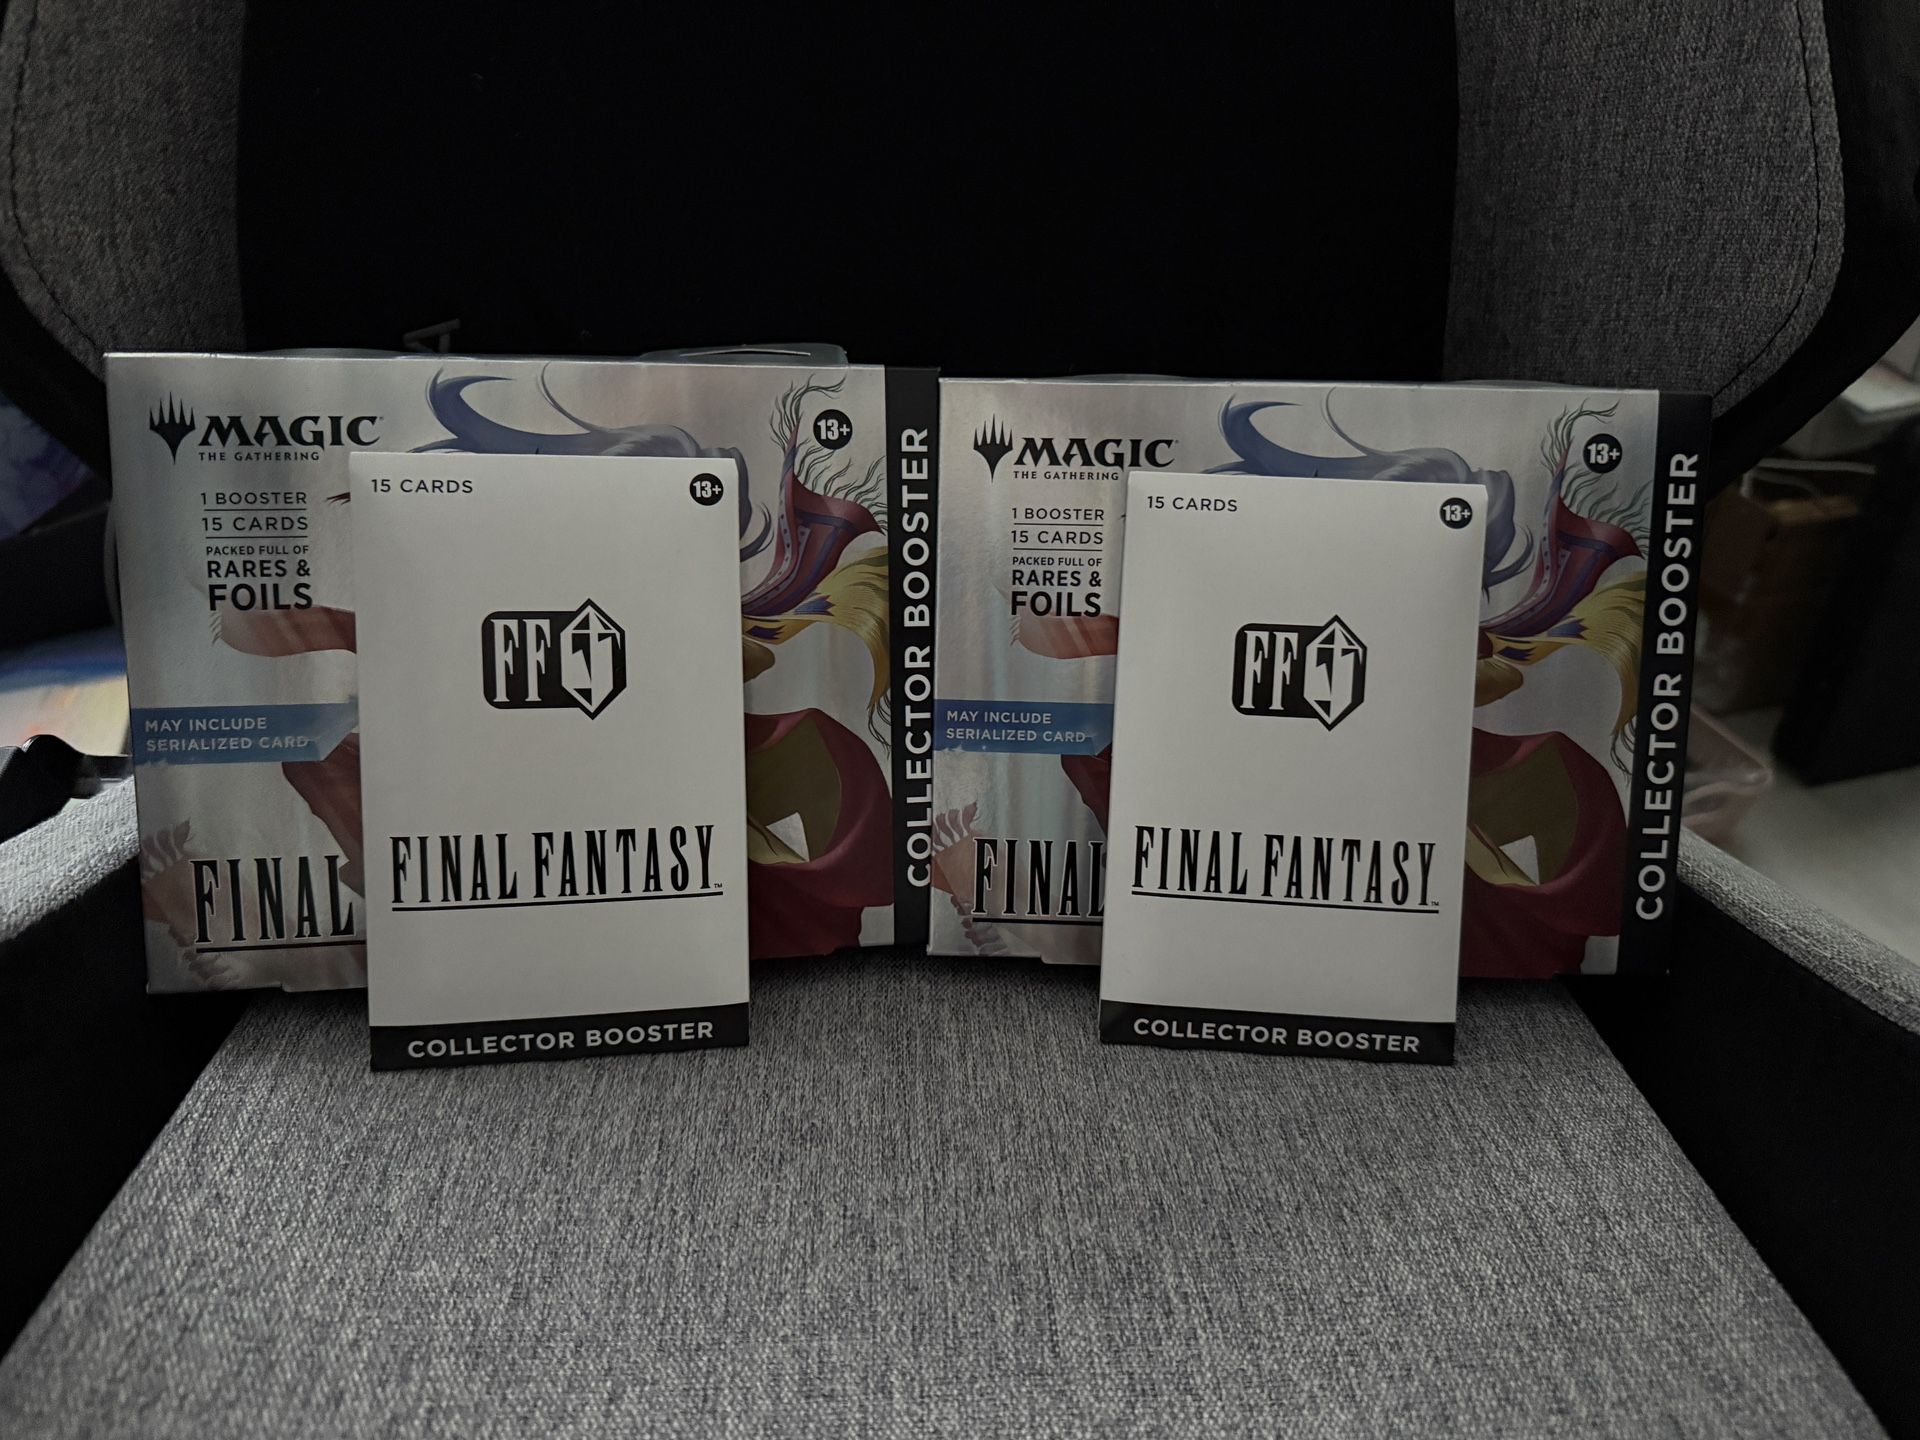 MAGIC
THE GATHERING
13+
1 BOOSTER
15 CARDS
PACKED FULL OF
RARES &
FOILS
MAY INCLUDE
SERIALIZED CARD
FINAL
COLLECTOR BOOSTER
15 CARDS
13+
FF
FINAL FANTASY™
COLLECTOR BOOSTER
MAGIC
THE GATHERING
13+
1 BOOSTER
15 CARDS
PACKED FULL OF
RARES &
FOILS
MAY INCLUDE
SERIALIZED CARD
FINAL
COLLECTOR BOOSTER
15 CARDS
13+
FF
FINAL FANTASY™
COLLECTOR BOOSTER